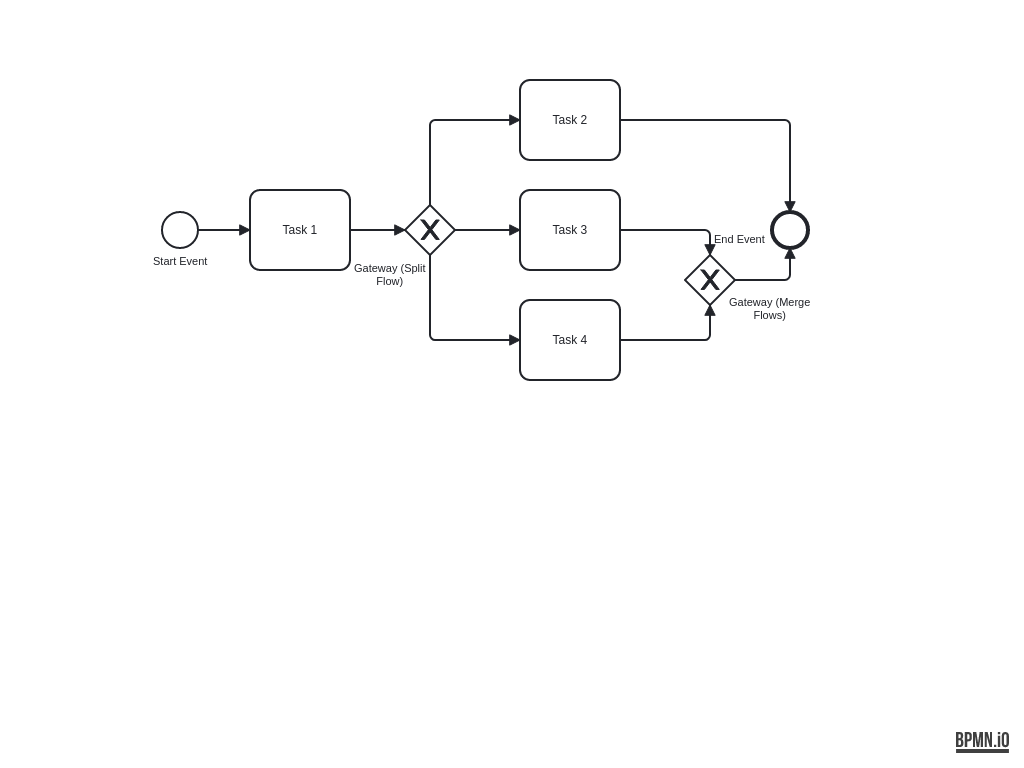 Task 2
Start Event
Task 1
Gateway (Split
Flow)
Task 3
End Event
Gateway (Merge
Flows)
Task 4
BPMN.iO